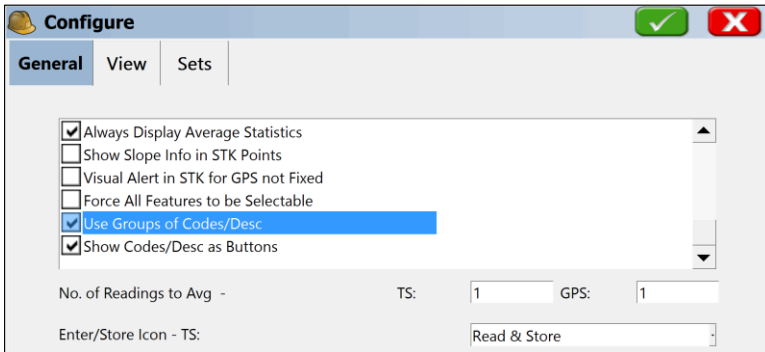 Configure
General View Sets
Always Display Average Statistics
Show Slope Info in STK Points
Visual Alert in STK for GPS not Fixed
Force All Features to be Selectable
Use Groups of Codes/Desc
Show Codes/Desc as Buttons
No. of Readings to Avg - TS: 1 GPS: 1
Enter/Store Icon - TS: Read & Store